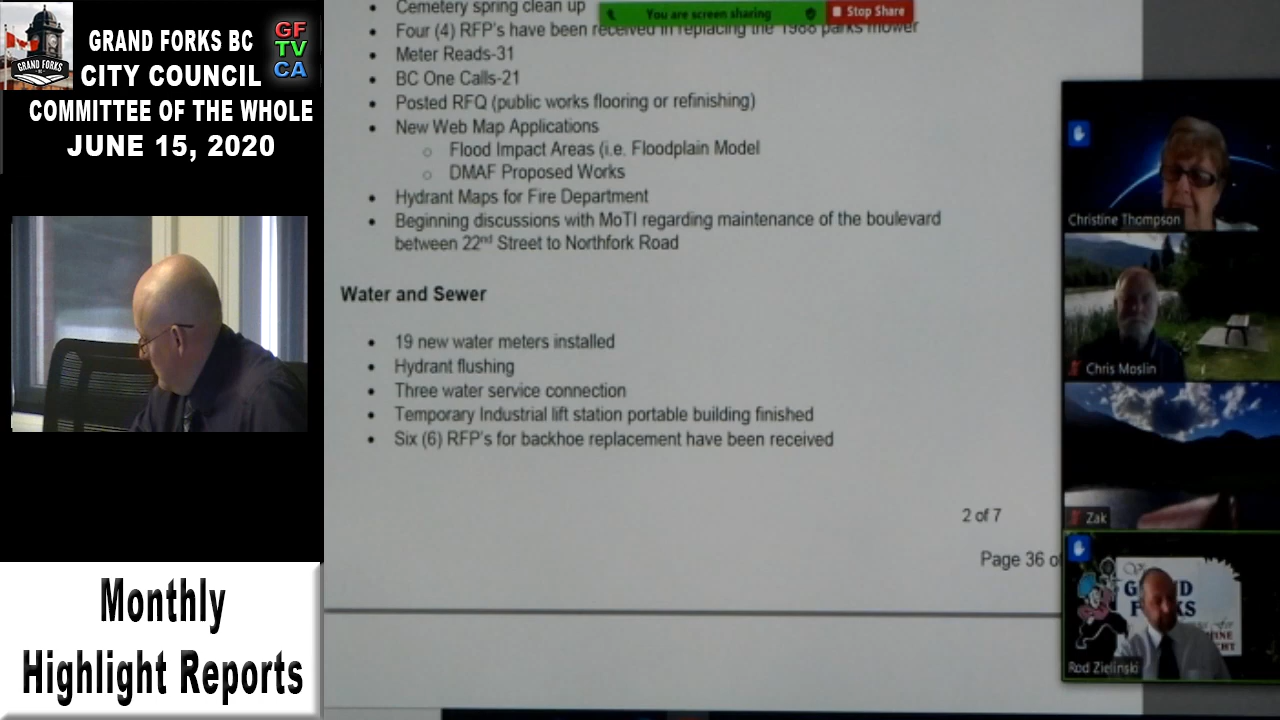 GRAND FORKS BC
CITY COUNCIL
COMMITTEE OF THE WHOLE
JUNE 15, 2020
GF
TV
CA
GRAND FORKS
Monthly
Highlight Reports
You are screen sharing
Stop Share
Cemetery spring clean up
Four (4) RFP's have been received in replacing the 1988 parks mower
Meter Reads-31
BC One Calls-21
Posted RFQ (public works flooring or refinishing)
New Web Map Applications
Flood Impact Areas (i.e. Floodplain Model
DMAF Proposed Works
Hydrant Maps for Fire Department
Beginning discussions with MoTI regarding maintenance of the boulevard
between 22nd Street to Northfork Road
Water and Sewer
19 new water meters installed
Hydrant flushing
Three water service connection
Temporary Industrial lift station portable building finished
Six (6) RFP's for backhoe replacement have been received
2 of 7
Page 36 of
Christine Thompson
Chris Moslin
Zak
GRAND
FORKS
Rod Zielinski